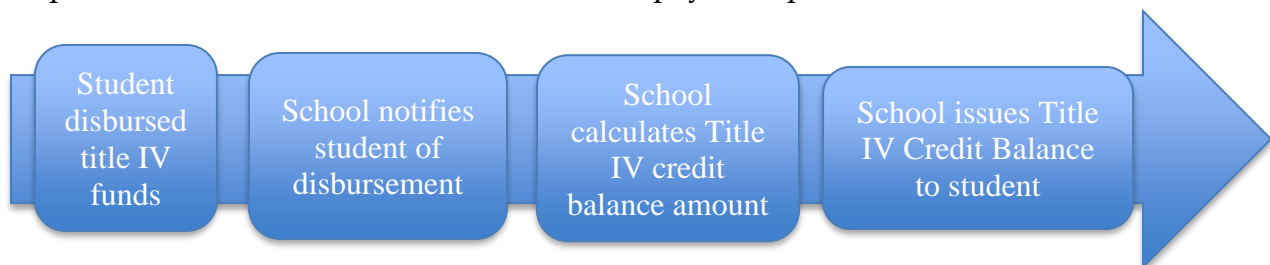 Student
disbursed
title IV
funds
School notifies
student of
disbursement
School
calculates Title
IV credit
balance amount
School issues Title
IV Credit Balance
to student